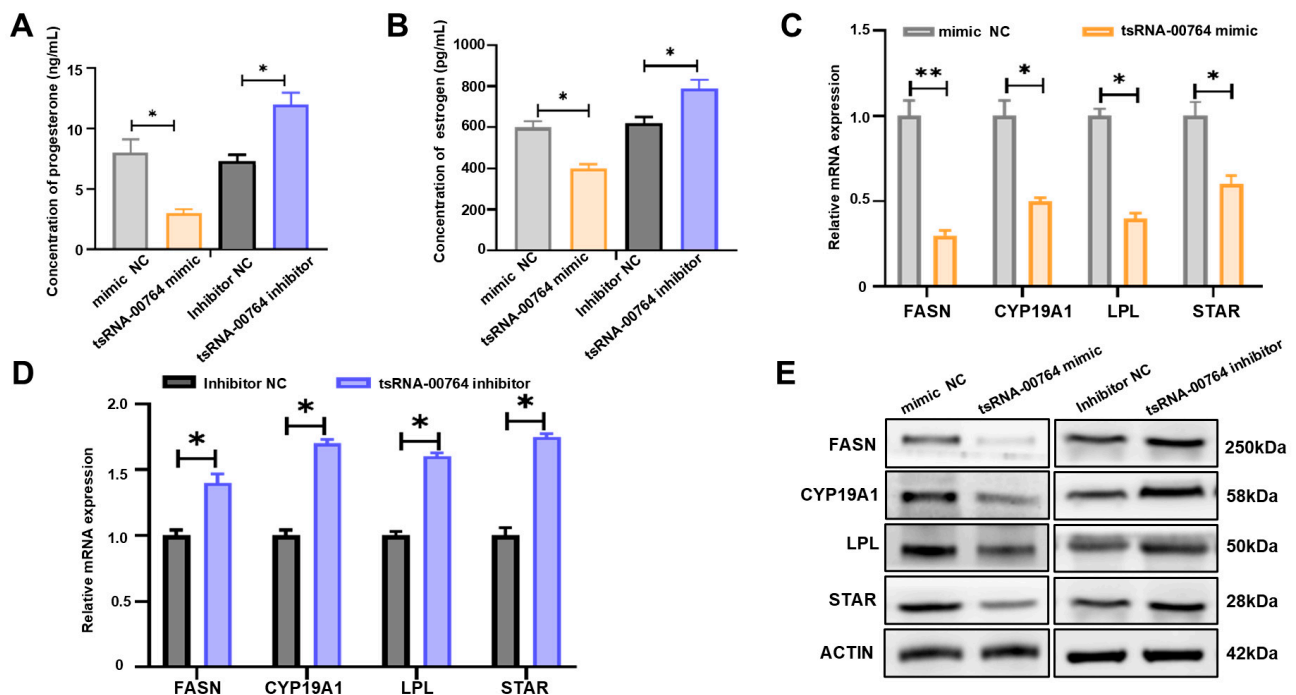 A
Concentration of progesterone (ng/mL)
15
10
5
0
*
*
mimic NC
tsRNA-00764 mimic
Inhibitor NC
tsRNA-00764 inhibitor
B
Concentration of estrogen (pg/mL)
1000
800
600
400
200
0
*
*
mimic NC
tsRNA-00764 mimic
Inhibitor NC
tsRNA-00764 inhibitor
C
mimic NC
tsRNA-00764 mimic
Relative mRNA expression
1.5
1.0
0.5
0
**
*
*
*
FASN
CYP19A1
LPL
STAR
D
Inhibitor NC
tsRNA-00764 inhibitor
Relative mRNA expression
2.0
1.5
1.0
0.5
0
*
*
*
*
FASN
CYP19A1
LPL
STAR
E
mimic NC
tsRNA-00764 mimic
Inhibitor NC
tsRNA-00764 inhibitor
FASN
250kDa
CYP19A1
58kDa
LPL
50kDa
STAR
28kDa
ACTIN
42kDa